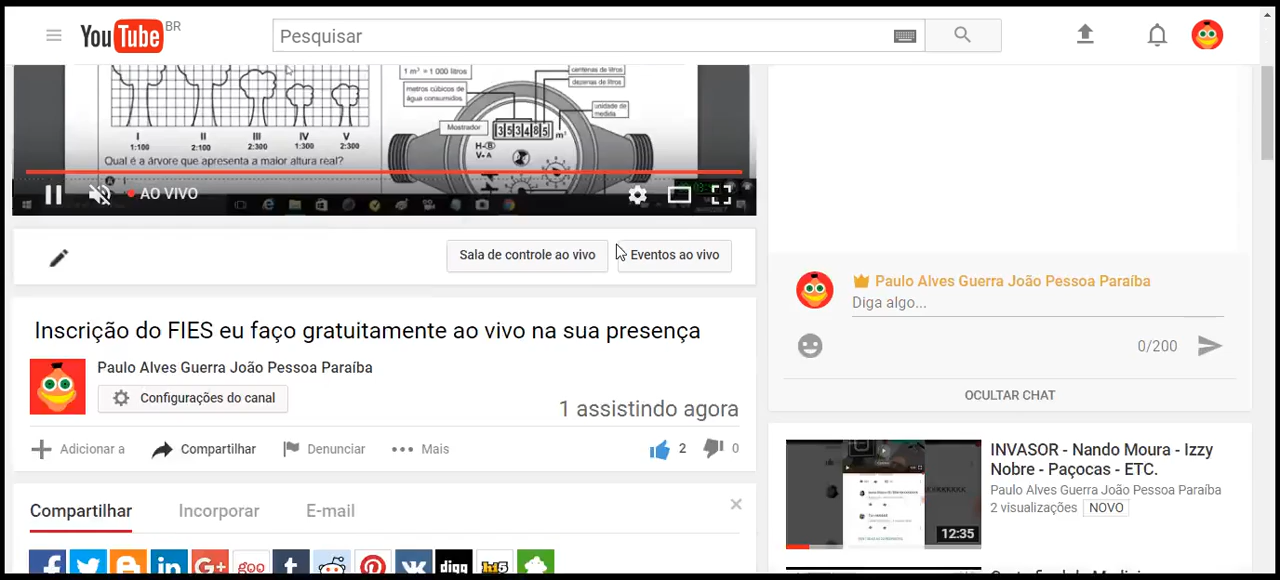 YouTube BR
Pesquisar
1 m³ = 1 000 litros
metros cúbicos de
água consumidos.
centenas de litros
dezenas de litros
unidade de
medida
Mostrador
353485 m³
H-B
V-A
I II III IV V
1:100 2:100 2:300 1:300 2:300
Qual é a árvore que apresenta a maior altura real?
AO VIVO
Sala de controle ao vivo
Eventos ao vivo
Inscrição do FIES eu faço gratuitamente ao vivo na sua presença
Paulo Alves Guerra João Pessoa Paraíba
Configurações do canal
1 assistindo agora
Adicionar a
Compartilhar
Denunciar
Mais
2
0
Compartilhar
Incorporar
E-mail
goo
digg
hi5
Paulo Alves Guerra João Pessoa Paraíba
Diga algo...
0/200
OCULTAR CHAT
12:35
INVASOR - Nando Moura - Izzy
Nobre - Paçocas - ETC.
Paulo Alves Guerra João Pessoa Paraíba
2 visualizações NOVO